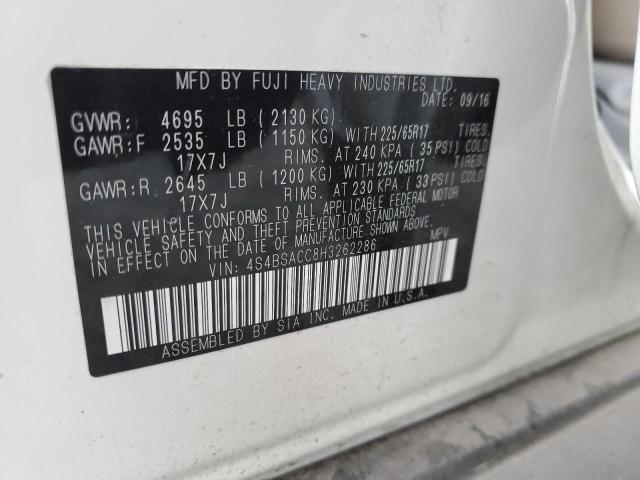 MFD BY FUJI HEAVY INDUSTRIES LTD.
DATE: 09/16
GVWR: 4695 LB (2130 KG)
GAWR:F 2535 LB (1150 KG) WITH 225/65R17 TIRES.
17X7J RIMS. AT 240 KPA (35 PSI) COLD
GAWR:R 2645 LB (1200 KG) WITH 225/65R17 TIRES.
17X7J RIMS. AT 230 KPA (33 PSI) COLD
THIS VEHICLE CONFORMS TO ALL APPLICABLE FEDERAL MOTOR
VEHICLE SAFETY AND THEFT PREVENTION STANDARDS
IN EFFECT ON THE DATE OF MANUFACTURE SHOWN ABOVE.
VIN: 4S4BSACC8H3262286 MPV
ASSEMBLED BY SIA INC. MADE IN U.S.A.